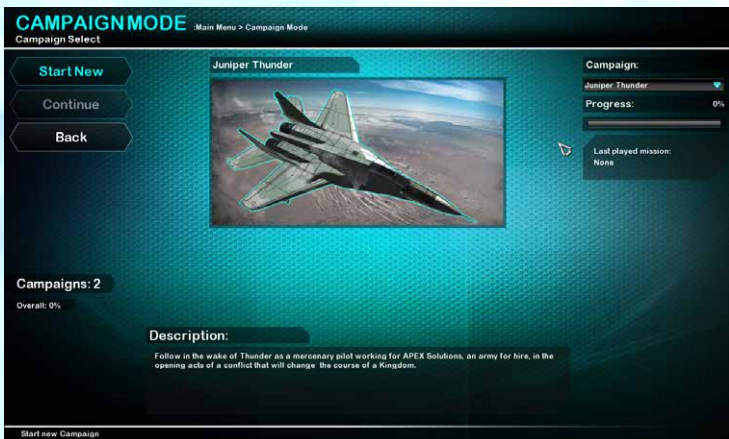 CAMPAIGN MODE :Main Menu > Campaign Mode
Campaign Select
Start New
Continue
Back
Juniper Thunder
Campaign:
Juniper Thunder
Progress: 0%
Last played mission:
None
Campaigns: 2
Overall: 0%
Description:
Follow in the wake of Thunder as a mercenary pilot working for APEX Solutions, an army for hire, in the
opening acts of a conflict that will change the course of a Kingdom.
Start new Campaign